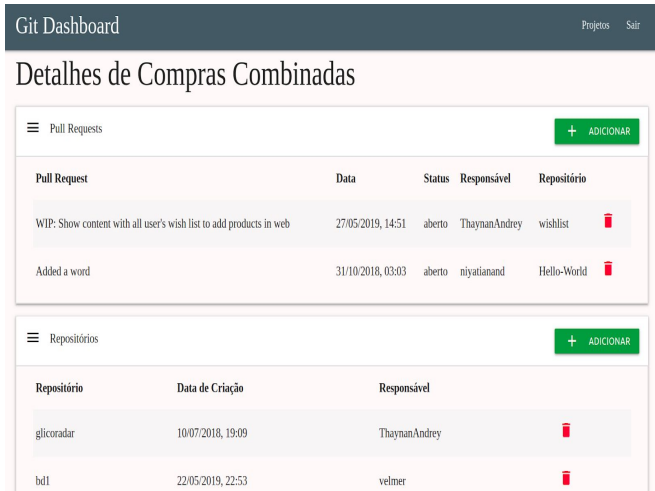 Git Dashboard Projetos Sair
Detalhes de Compras Combinadas
Pull Requests + ADICIONAR
Pull Request Data Status Responsável Repositório
WIP: Show content with all user's wish list to add products in web 27/05/2019, 14:51 aberto ThaynanAndrey wishlist
Added a word 31/10/2018, 03:03 aberto niyatianand Hello-World
Repositórios + ADICIONAR
Repositório Data de Criação Responsável
glicoradar 10/07/2018, 19:09 ThaynanAndrey
bd1 22/05/2019, 22:53 velmer